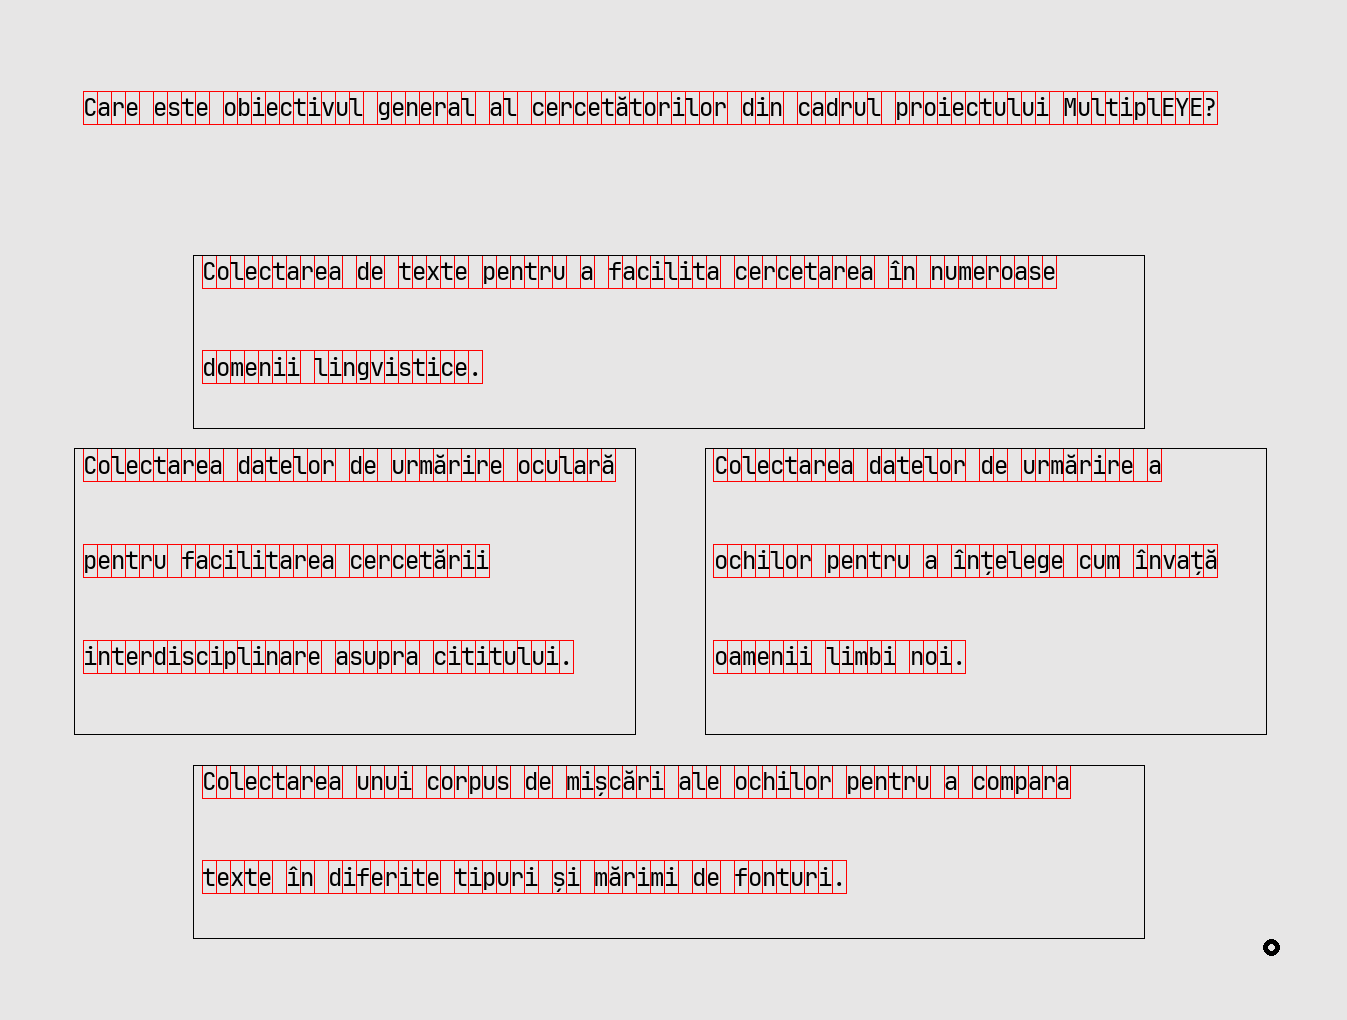 Care este obiectivul general al cercetătorilor din cadrul proiectului MultiplEYE?
Colectarea de texte pentru a facilita cercetarea în numeroase
domenii lingvistice.
Colectarea datelor de urmărire oculară
pentru facilitarea cercetării
interdisciplinare asupra cititului.
Colectarea datelor de urmărire a
ochilor pentru a înțelege cum învață
oamenii limbi noi.
Colectarea unui corpus de mișcări ale ochilor pentru a compara
texte în diferite tipuri și mărimi de fonturi.